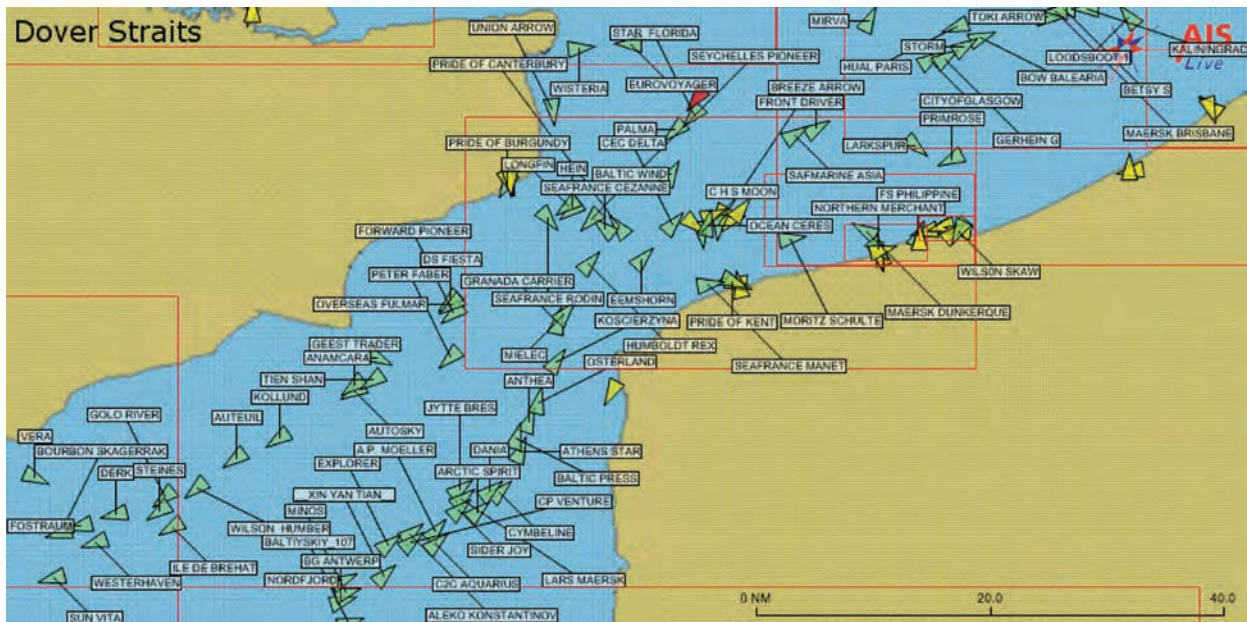 Dover Straits
UNION ARROW
STAR FLORIDA
MIRVA
TOKI ARROW
AIS
Live
SEYCHELLES PIONEER
STORM
LOODSBOOT 1
KALININGRAD
PRIDE OF CANTERBURY
HUAL PARIS
BOW BALEARIA
WISTERIA
EUROVOYAGER
BREEZE ARROW
BETSY S
FRONT DRIVER
CITYOFGLASGOW
PRIMROSE
PALMA
GERHEIN G
MAERSK BRISBANE
PRIDE OF BURGUNDY
CEC DELTA
LARKSPUR
LONGFIN
HEIN
BALTIC WIND
SAFMARINE ASIA
SEAFRANCE CEZANNE
C H S MOON
FS PHILIPPINE
NORTHERN MERCHANT
OCEAN CERES
FORWARD PIONEER
DS FIESTA
PETER FABER
GRANADA CARRIER
WILSON SKAW
OVERSEAS FULMAR
SEAFRANCE RODIN
EEMSHORN
MAERSK DUNKERQUE
KOSCIERZYNA
PRIDE OF KENT
MORITZ SCHULTE
GEEST TRADER
HUMBOLDT REX
ANAMCARA
MIELEC
OSTERLAND
SEAFRANCE MANET
TIEN SHAN
ANTHEA
KOLLUND
GOLO RIVER
AUTEUIL
JYTTE BRES
AUTOSKY
VERA
A.P. MOELLER
DANIA
ATHENS STAR
BOURBON SKAGERRAK
EXPLORER
DERK
STEINES
ARCTIC SPIRIT
BALTIC PRESS
XIN YAN TIAN
CP VENTURE
MINOS
FOSTRAUM
WILSON HUMBER
CYMBELINE
BALTIYSKIY_107
SIDER JOY
BG ANTWERP
ILE DE BREHAT
WESTERHAVEN
NORDFJORD
C2C AQUARIUS
LARS MAERSK
0 NM
20.0
40.0
SUN VITA
ALEKO KONSTANTINOV